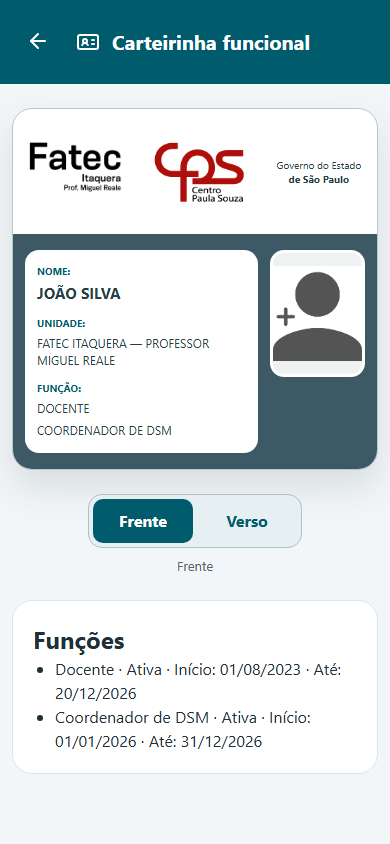 Carteirinha funcional
Fatec
Itaquera
Prof. Miguel Reale
cps
Centro
Paula Souza
Governo do Estado
de São Paulo
NOME:
JOÃO SILVA
UNIDADE:
FATEC ITAQUERA — PROFESSOR
MIGUEL REALE
FUNÇÃO:
DOCENTE
COORDENADOR DE DSM
Frente
Verso
Frente
Funções
Docente · Ativa · Início: 01/08/2023 · Até:
20/12/2026
Coordenador de DSM · Ativa · Início:
01/01/2026 · Até: 31/12/2026